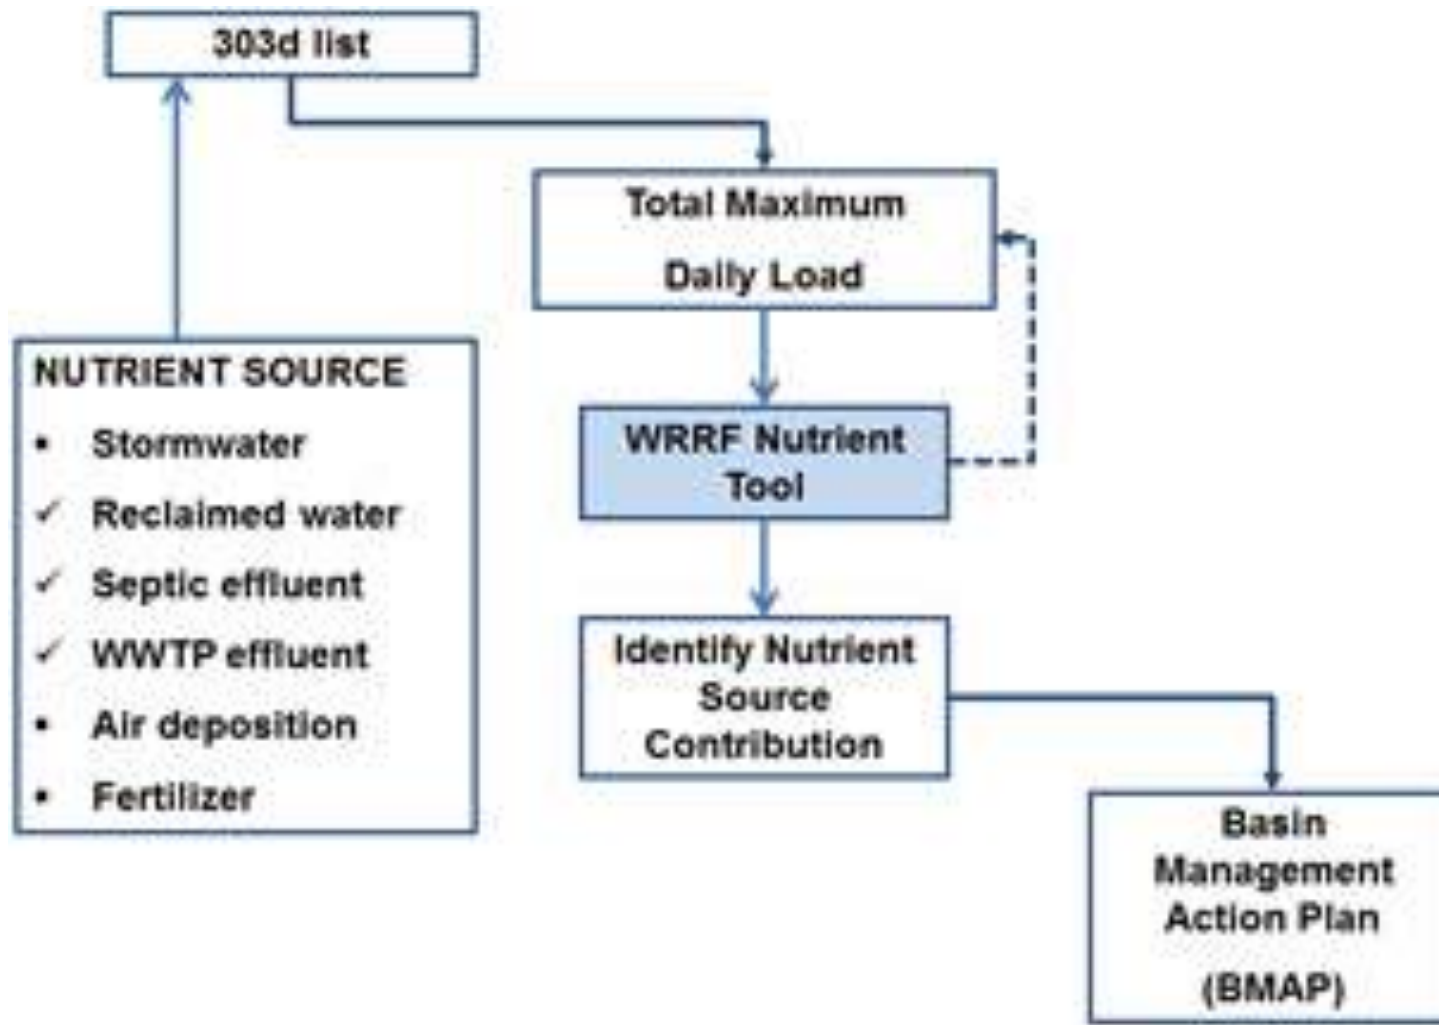 303d list
Total Maximum
Daily Load
NUTRIENT SOURCE
• Stormwater
✓ Reclaimed water
✓ Septic effluent
✓ WWTP effluent
• Air deposition
• Fertilizer
WRRF Nutrient
Tool
Identify Nutrient
Source
Contribution
Basin
Management
Action Plan
(BMAP)